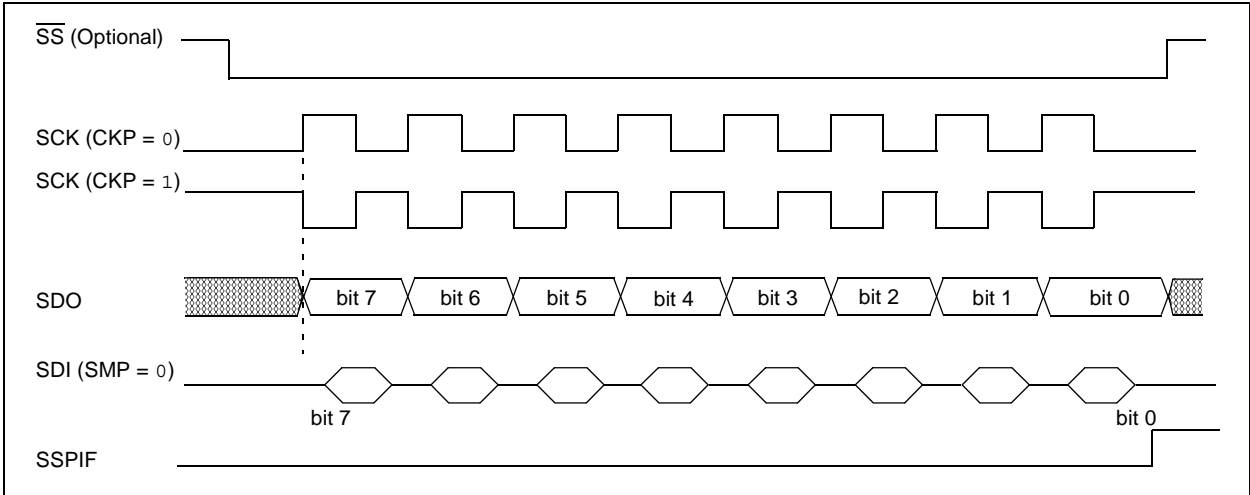 SS (Optional)
SCK (CKP = 0)
SCK (CKP = 1)
SDO
bit 7 bit 6 bit 5 bit 4 bit 3 bit 2 bit 1 bit 0
SDI (SMP = 0)
bit 7 bit 0
SSPIF